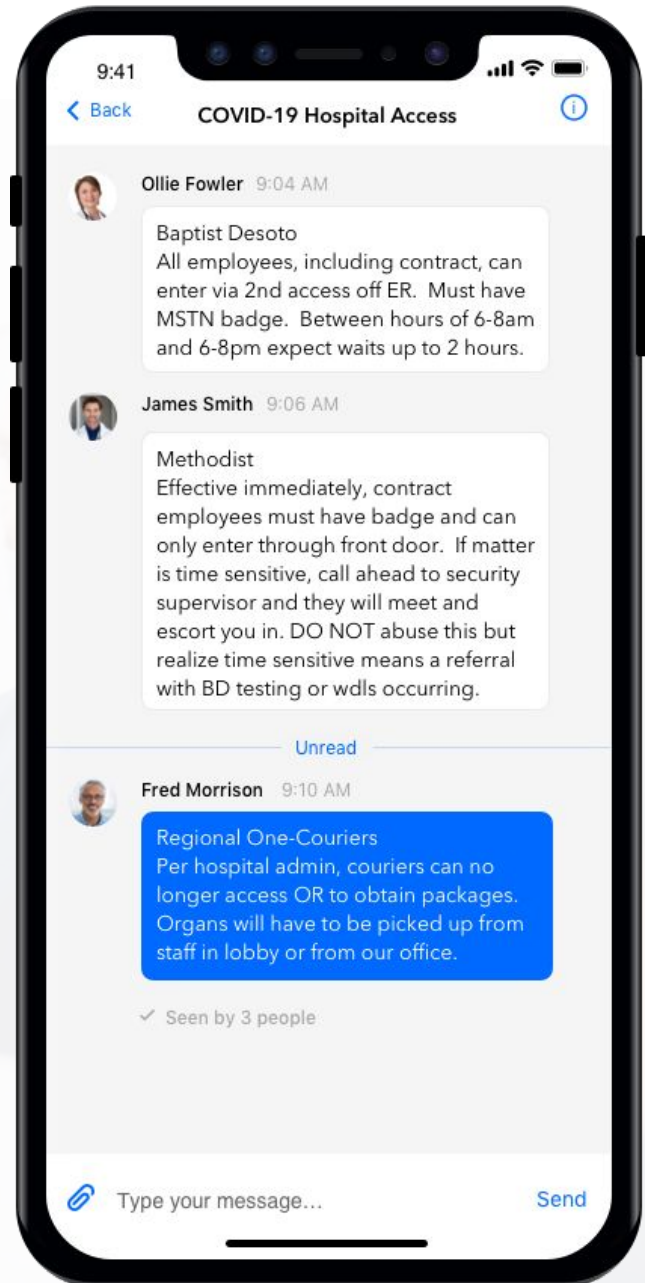 9:41
Back
COVID-19 Hospital Access
Ollie Fowler 9:04 AM
Baptist Desoto
All employees, including contract, can
enter via 2nd access off ER.  Must have
MSTN badge.  Between hours of 6-8am
and 6-8pm expect waits up to 2 hours.
James Smith 9:06 AM
Methodist
Effective immediately, contract
employees must have badge and can
only enter through front door.  If matter
is time sensitive, call ahead to security
supervisor and they will meet and
escort you in. DO NOT abuse this but
realize time sensitive means a referral
with BD testing or wdls occurring.
Unread
Fred Morrison 9:10 AM
Regional One-Couriers
Per hospital admin, couriers can no
longer access OR to obtain packages.
Organs will have to be picked up from
staff in lobby or from our office.
Seen by 3 people
Type your message...
Send